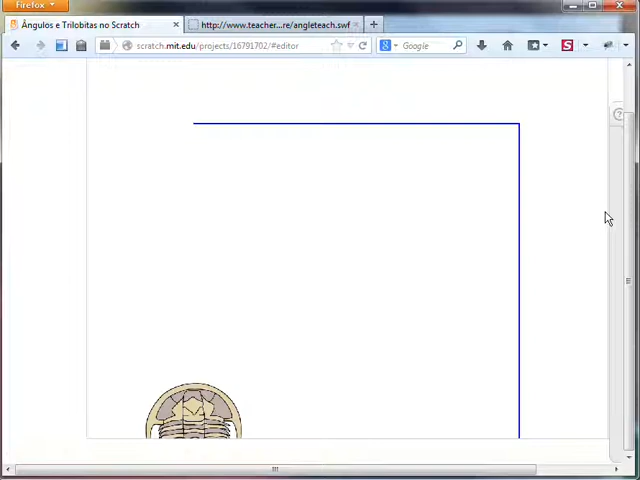 Firefox
Ângulos e Trilobitas no Scratch
http://www.teacher...re/angleteach.swf
scratch.mit.edu/projects/16791702/#editor
Google